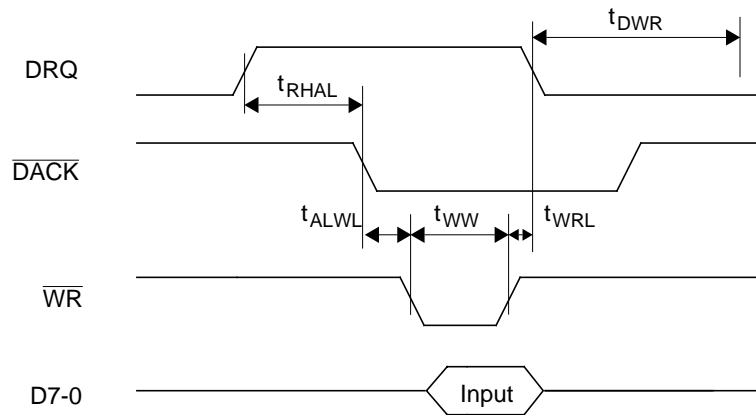 t_DWR
DRQ
t_RHAL
DACK
t_ALWL t_WW t_WRL
WR
D7-0 Input